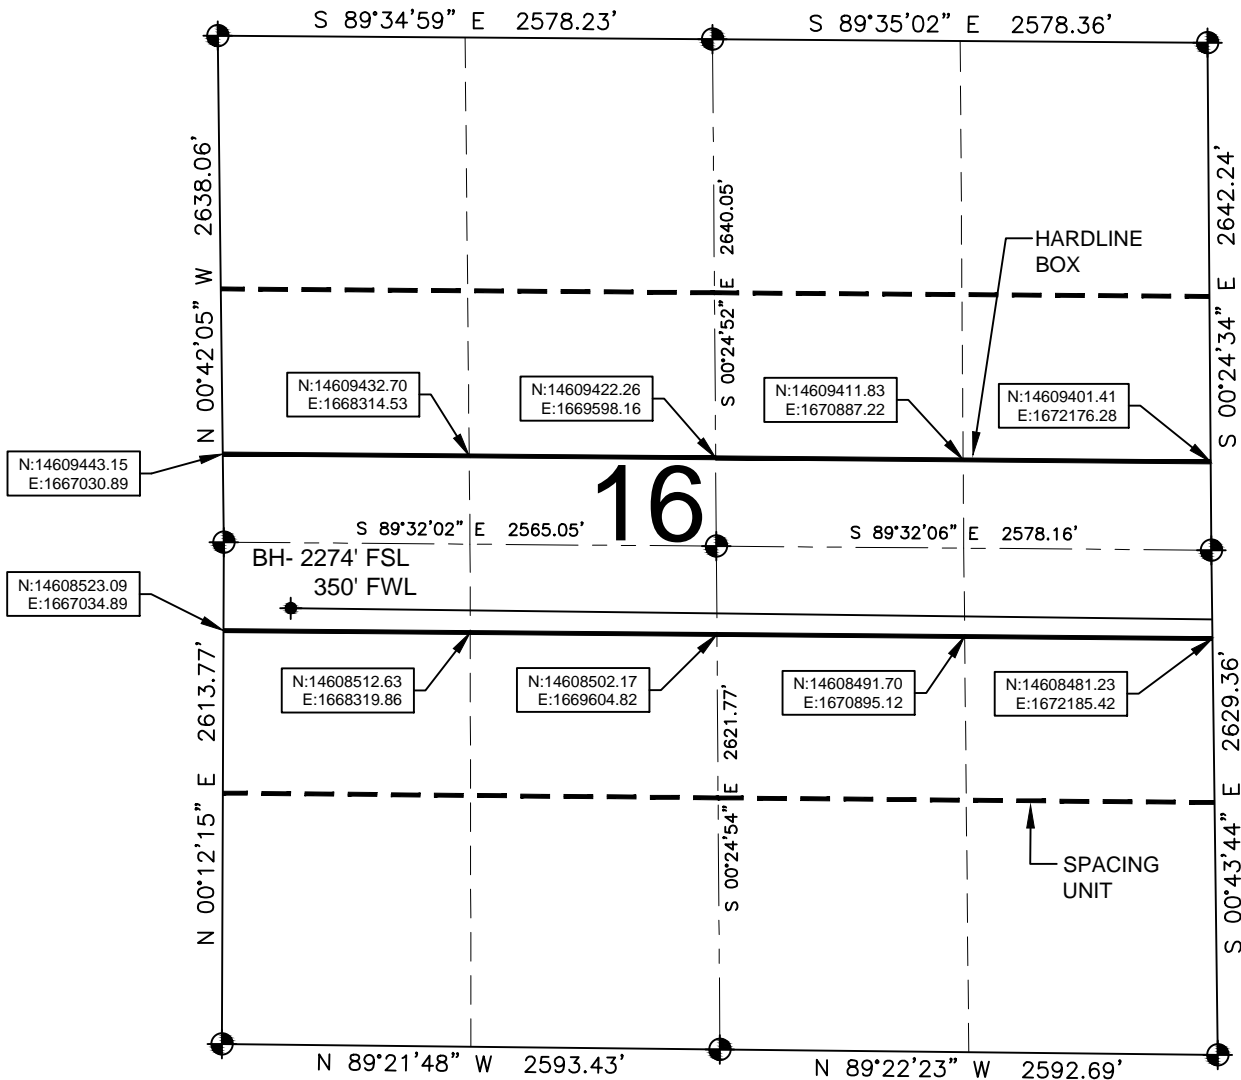 S 89°34'59" E 2578.23'
S 89°35'02" E 2578.36'
N 00°42'05" W 2638.06'
S 00°24'52" E 2640.05'
S 00°24'34" E 2642.24'
HARDLINE
BOX
N:14609432.70
E:1668314.53
N:14609422.26
E:1669598.16
N:14609411.83
E:1670887.22
N:14609401.41
E:1672176.28
N:14609443.15
E:1667030.89
16
S 89°32'02" E 2565.05'
S 89°32'06" E 2578.16'
BH- 2274' FSL
350' FWL
N:14608523.09
E:1667034.89
N:14608512.63
E:1668319.86
N:14608502.17
E:1669604.82
N:14608491.70
E:1670895.12
N:14608481.23
E:1672185.42
N 00°12'15" E 2613.77'
S 00°24'54" E 2621.77'
S 00°43'44" E 2629.36'
SPACING
UNIT
N 89°21'48" W 2593.43'
N 89°22'23" W 2592.69'